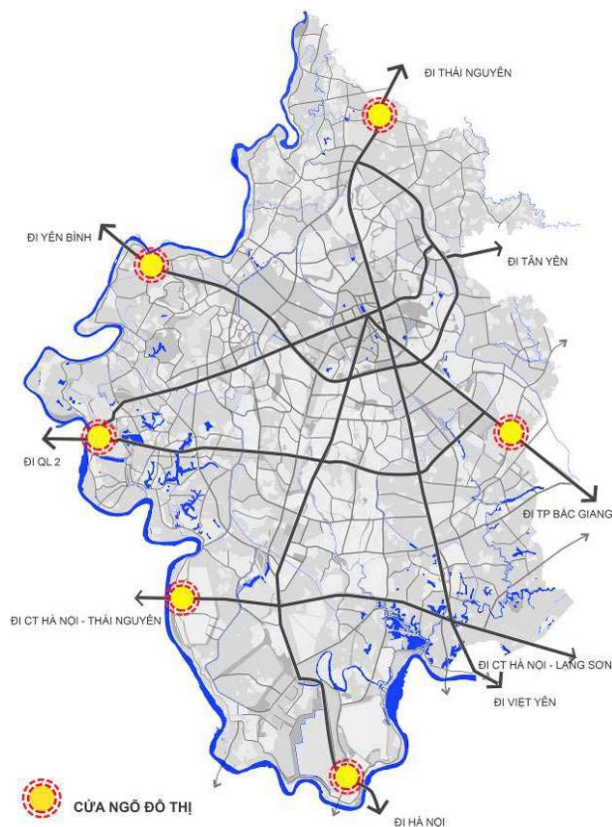 ĐI THÁI NGUYÊN
ĐI YÊN BÌNH
ĐI TÂN YÊN
ĐI QL 2
ĐI TP BẮC GIANG
ĐI CT HÀ NỘI - THÁI NGUYÊN
ĐI CT HÀ NỘI - LẠNG SƠN
ĐI VIỆT YÊN
CỬA NGÕ ĐÔ THỊ
ĐI HÀ NỘI